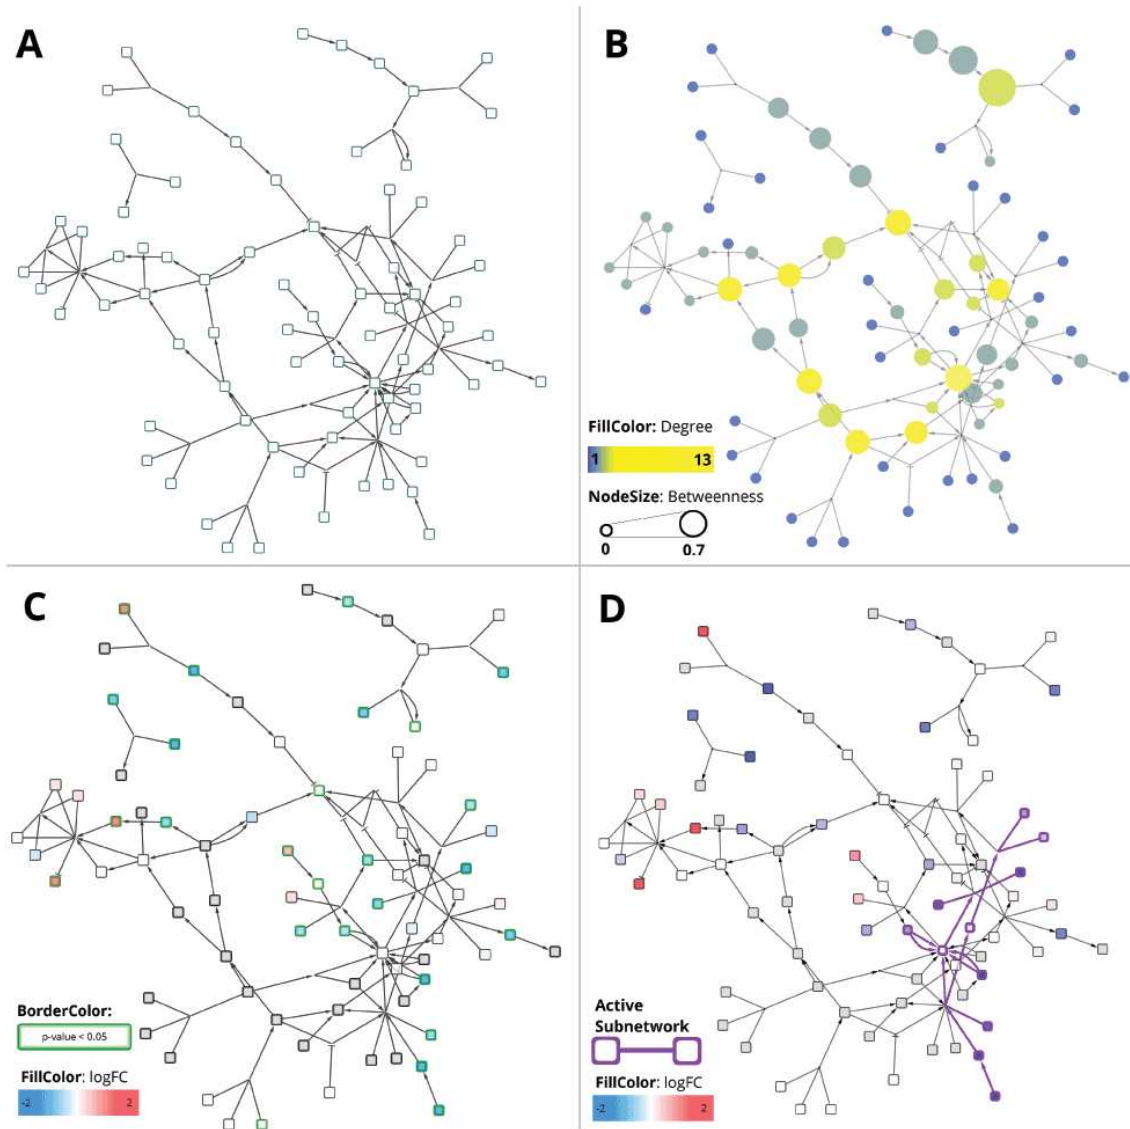 A
B
FillColor: Degree
1 13
NodeSize: Betweenness
0 0.7
C
D
BorderColor:
p-value < 0.05
FillColor: logFC
-2 2
Active
Subnetwork
FillColor: logFC
-2 2